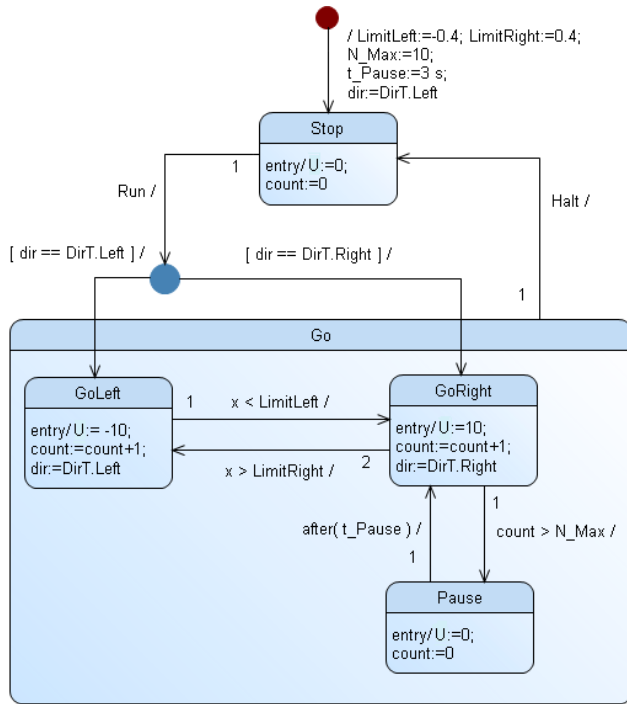 / LimitLeft:=-0.4; LimitRight:=0.4;
N_Max:=10;
t_Pause:=3 s;
dir:=DirT.Left
Stop
entry/U:=0;
count:=0
1
Run /
Halt /
[ dir == DirT.Left ] /
[ dir == DirT.Right ] /
1
Go
GoLeft
entry/U:= -10;
count:=count+1;
dir:=DirT.Left
1
x < LimitLeft /
GoRight
entry/U:=10;
count:=count+1;
dir:=DirT.Right
2
x > LimitRight /
1
after( t_Pause ) /
count > N_Max /
1
Pause
entry/U:=0;
count:=0